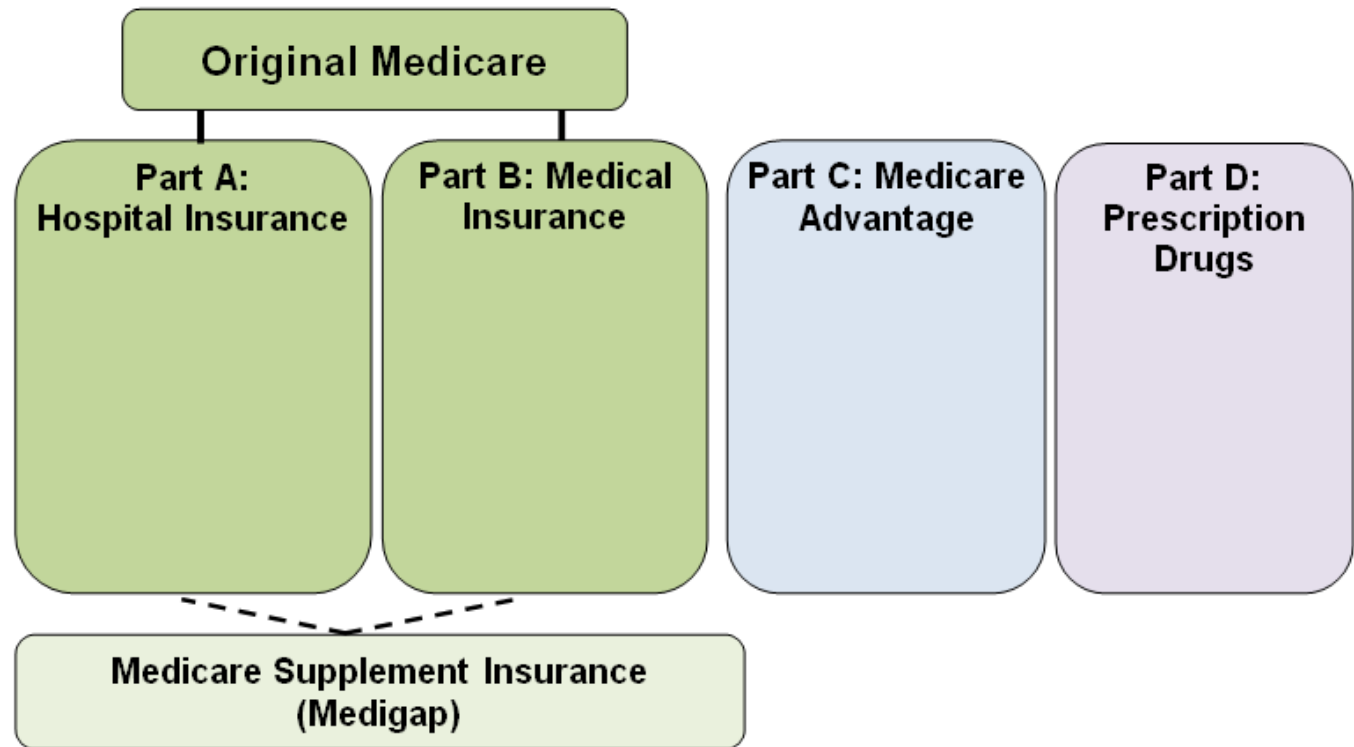 Original Medicare
Part A:
Hospital Insurance
Part B: Medical
Insurance
Part C: Medicare
Advantage
Part D:
Prescription
Drugs
Medicare Supplement Insurance
(Medigap)